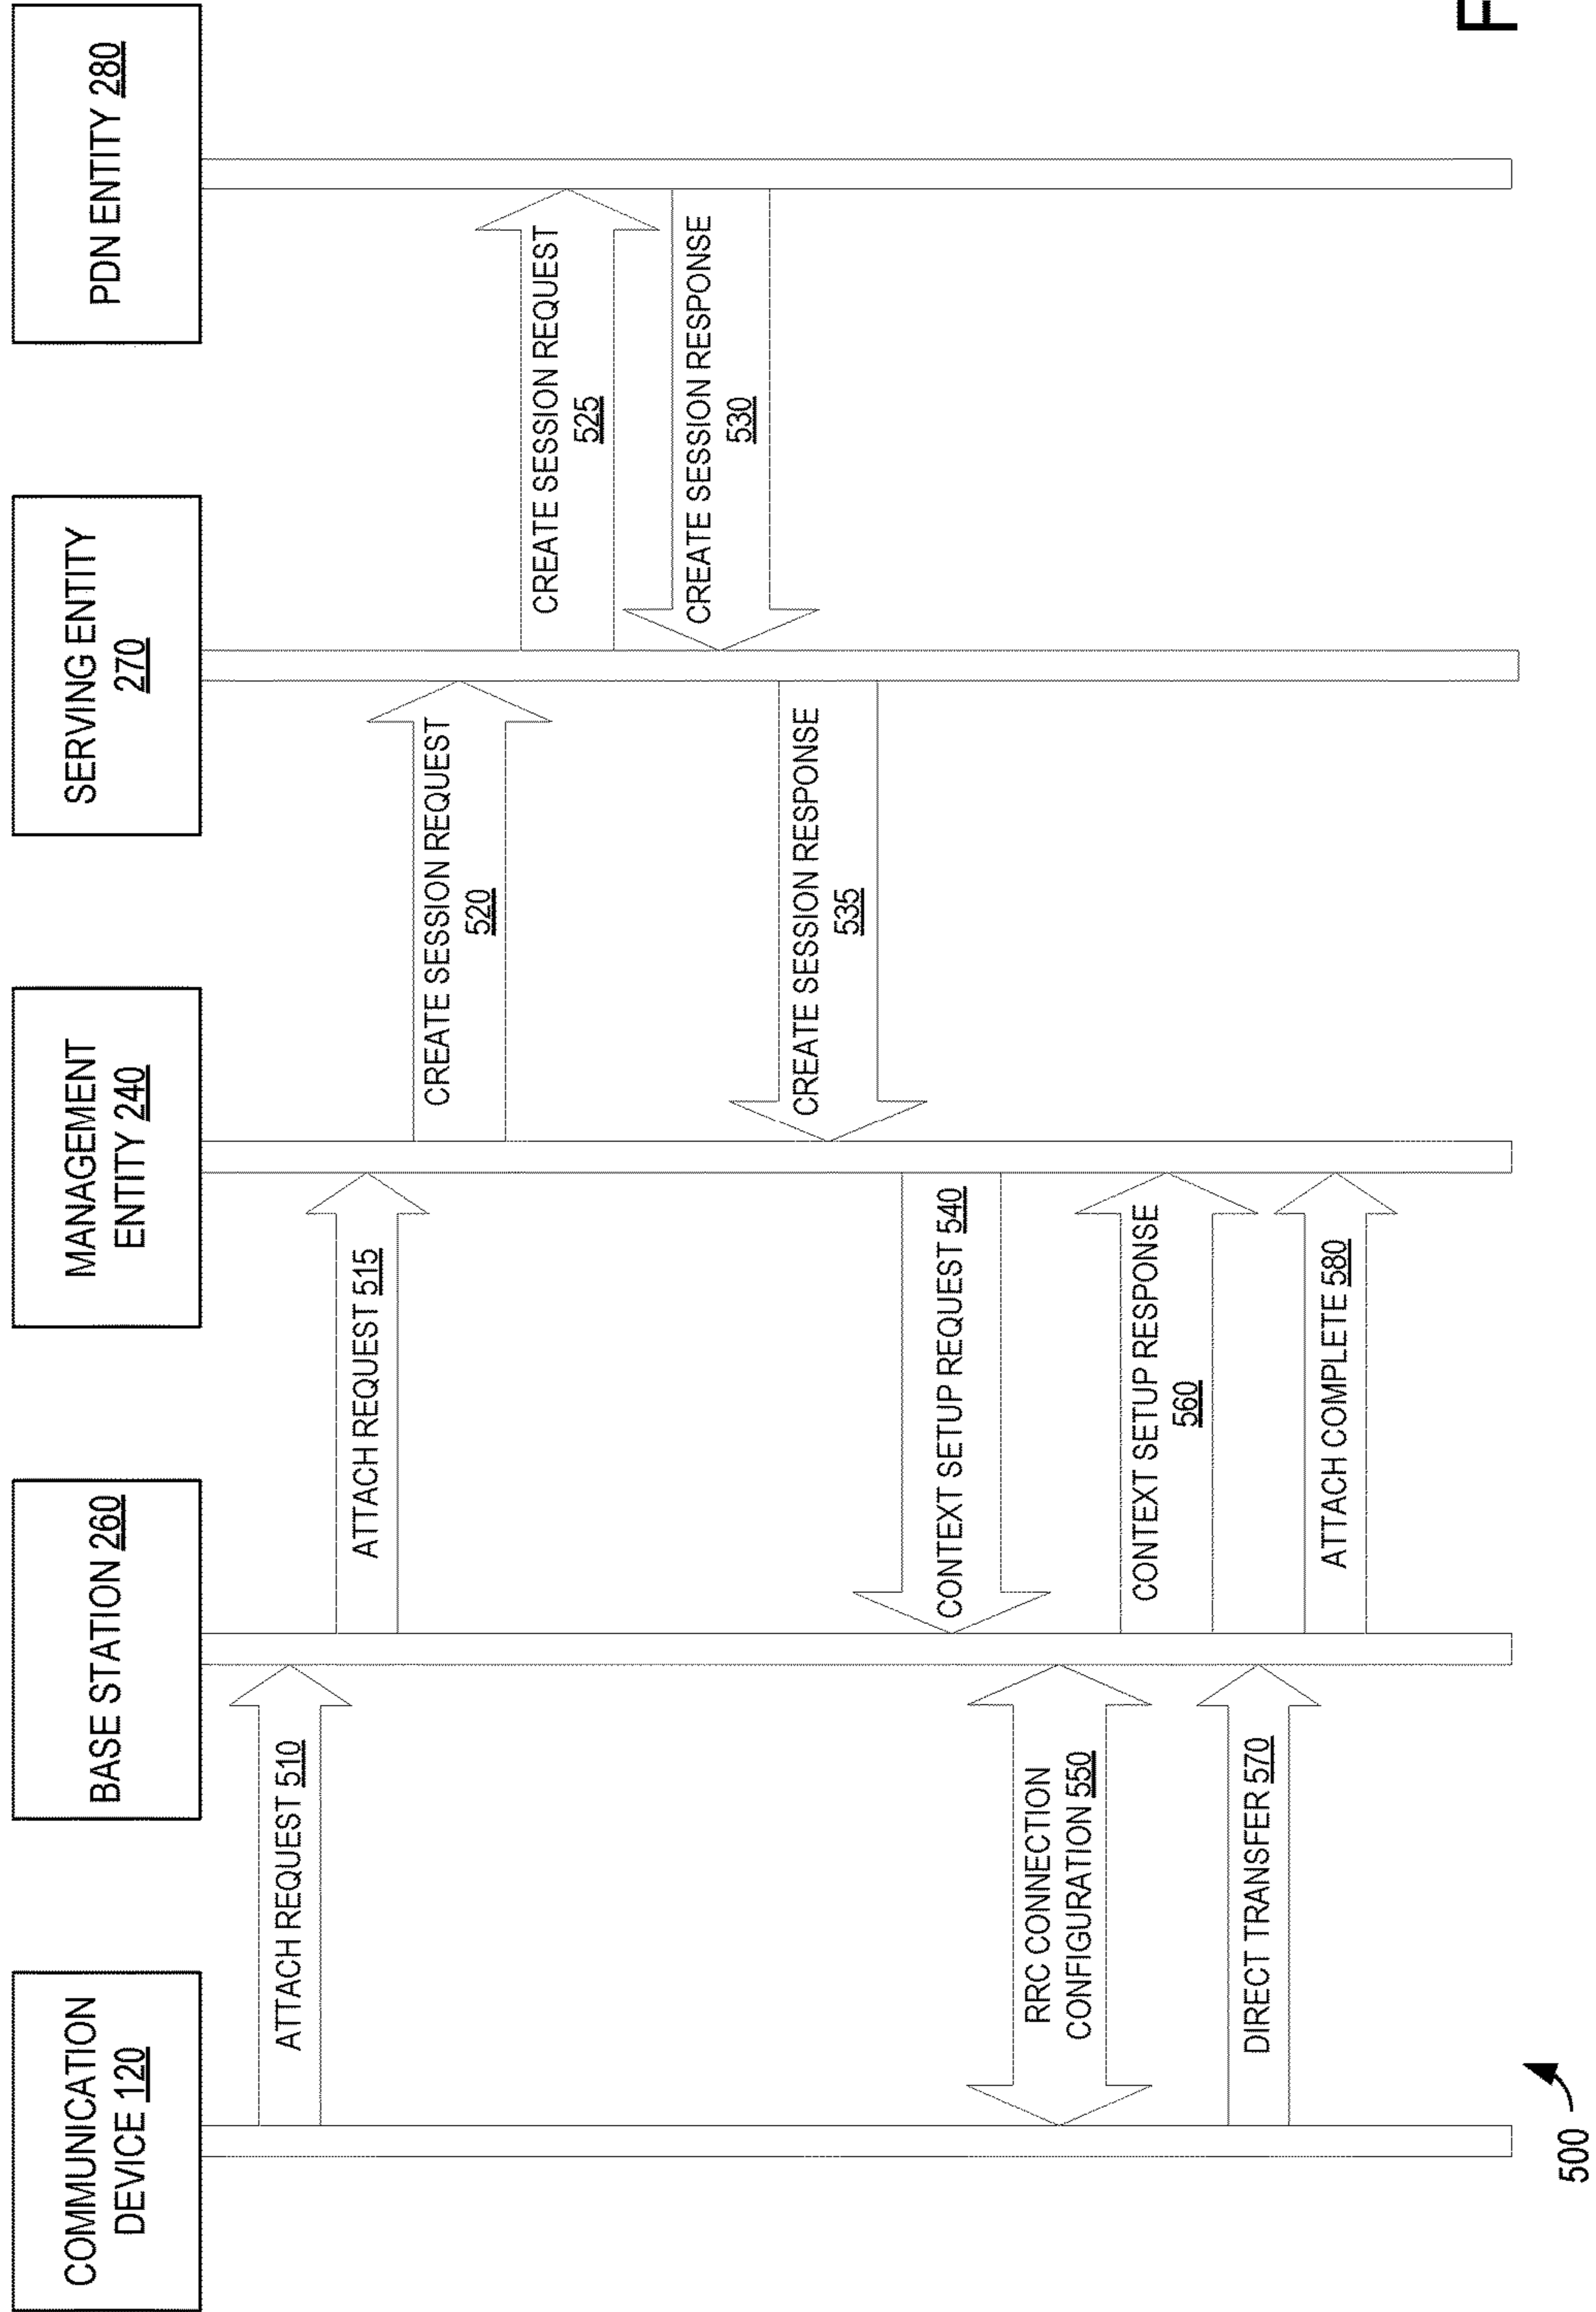 COMMUNICATION
DEVICE 120
BASE STATION 260
MANAGEMENT
ENTITY 240
SERVING ENTITY
270
PDN ENTITY 280
ATTACH REQUEST 510
ATTACH REQUEST 515
CREATE SESSION REQUEST
520
CREATE SESSION REQUEST
525
CREATE SESSION RESPONSE
530
CREATE SESSION RESPONSE
535
CONTEXT SETUP REQUEST 540
RRC CONNECTION
CONFIGURATION 550
CONTEXT SETUP RESPONSE
560
DIRECT TRANSFER 570
ATTACH COMPLETE 580
500
F